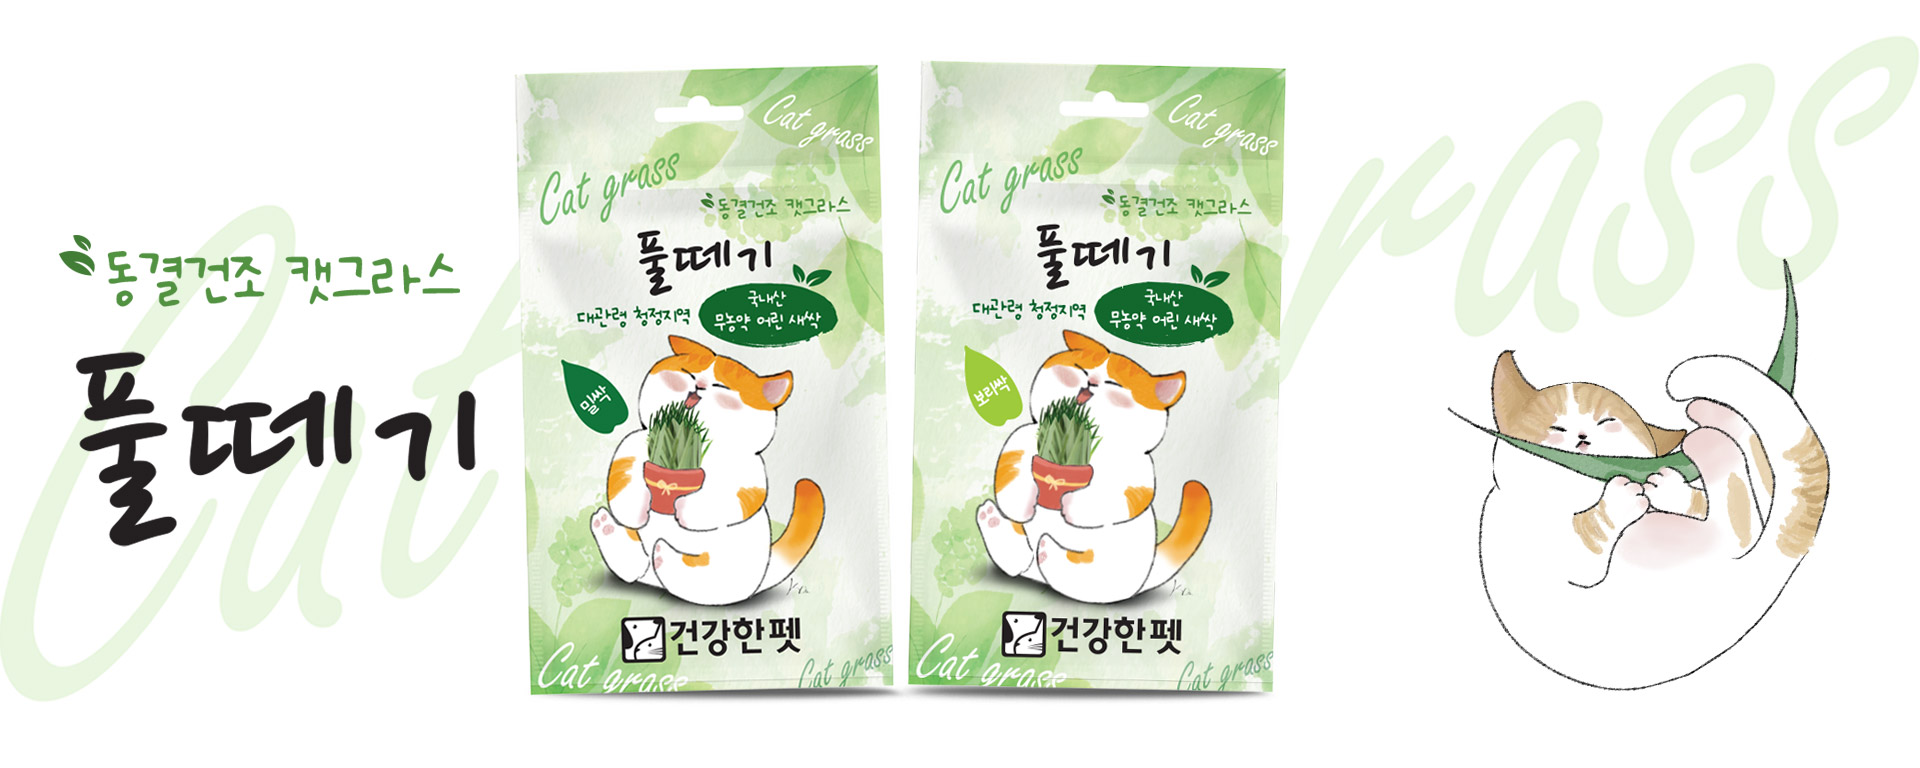 Cat grass
동결건조 캣그라스
풀떼기
Cat grass
Cat grass
동결건조 캣그라스
풀떼기
대관령 청정지역
국내산
무농약 어린 새싹
밀싹
건강한펫
Cat grass
Cat grass
Cat grass
Cat grass
동결건조 캣그라스
풀떼기
대관령 청정지역
국내산
무농약 어린 새싹
보리싹
건강한펫
Cat grass
Cat grass